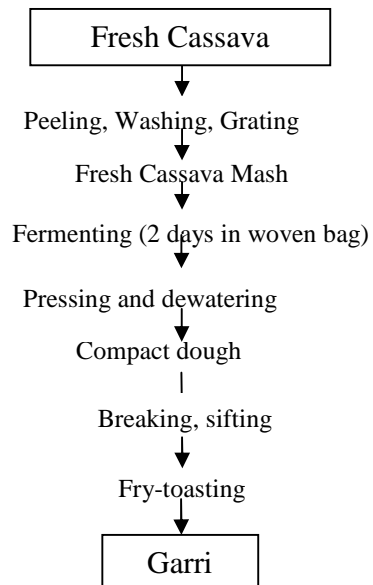 Fresh Cassava
Peeling, Washing, Grating
Fresh Cassava Mash
Fermenting (2 days in woven bag)
Pressing and dewatering
Compact dough
Breaking, sifting
Fry-toasting
Garri